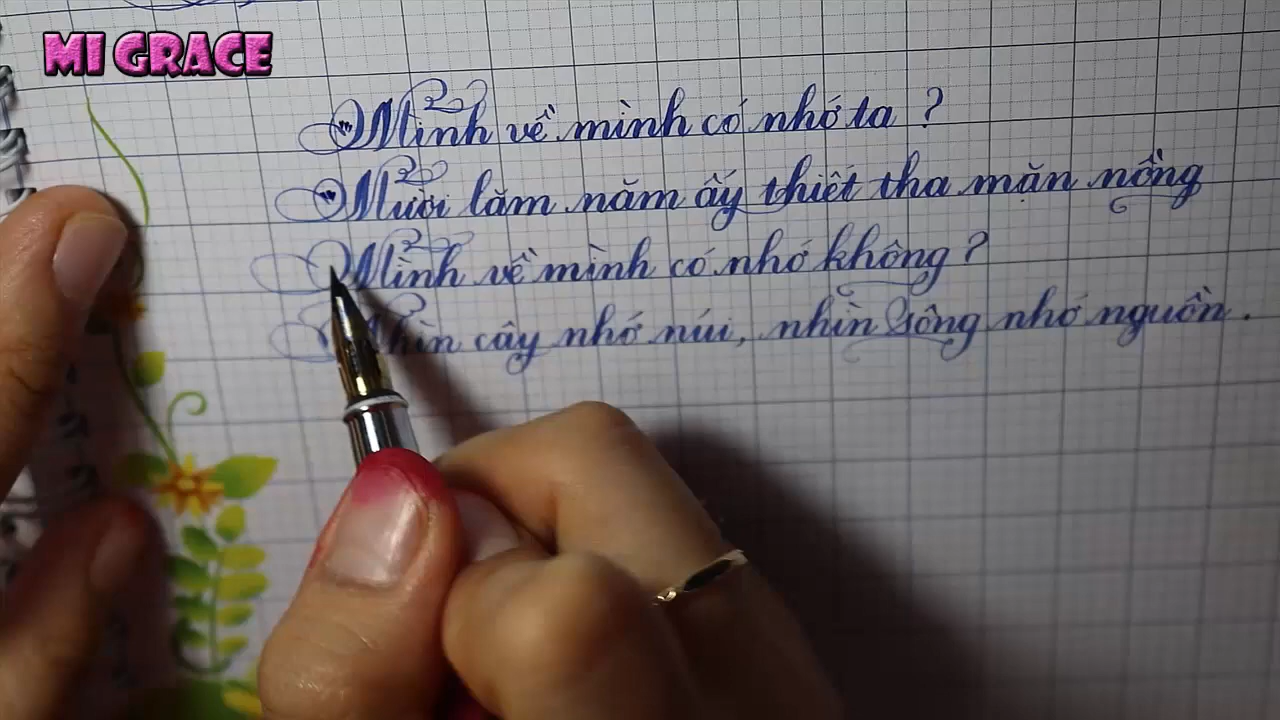 MI GRACE
Mình về mình có nhớ ta ?
Mười lăm năm ấy thiết tha mặn nồng
Mình về mình có nhớ không ?
Nhìn cây nhớ núi, nhìn sông nhớ nguồn.